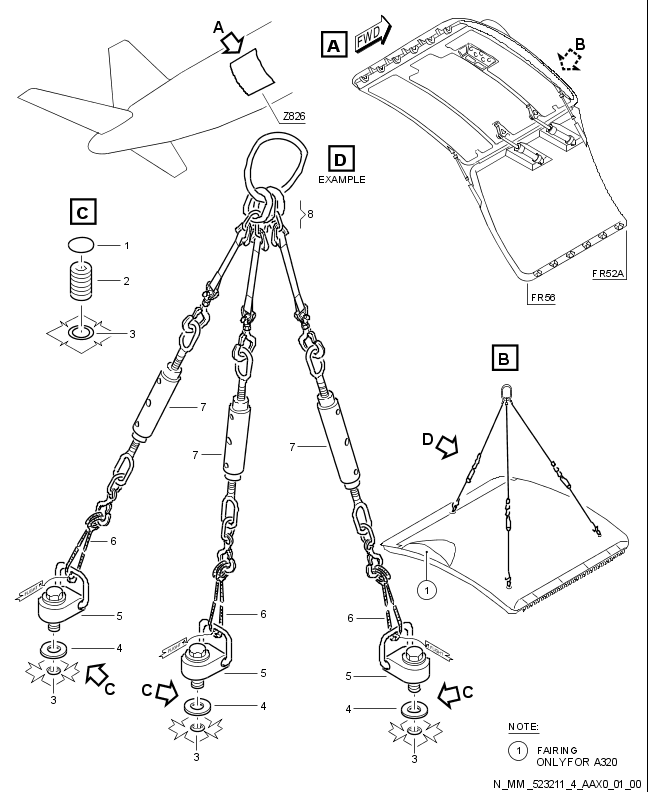 A
Z826
A
FWD
B
FR52A
FR56
D
EXAMPLE
8
C
1
2
3
7
7
7
6
6
6
5
5
5
4
4
4
3
3
3
C
C
C
B
D
1
NOTE:
1 FAIRING
ONLY FOR A320
N_MM_523211_4_AAX0_01_00